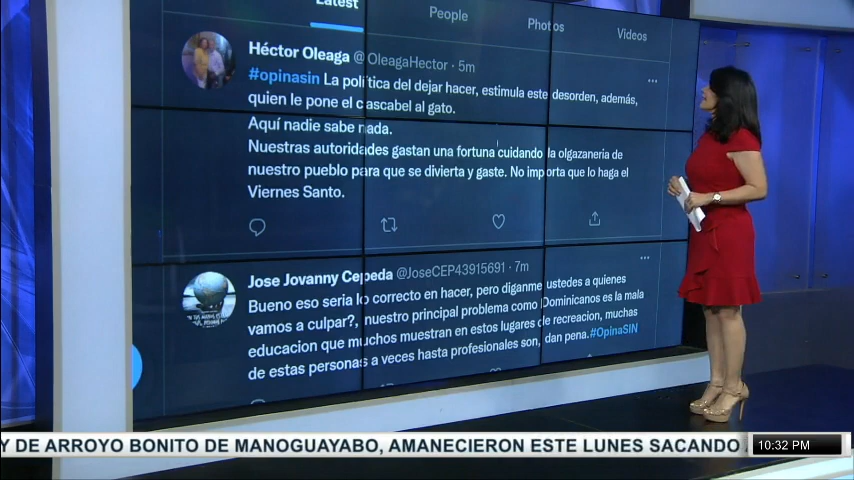 Latest
People
Photos
Videos
Héctor Oleaga @OleagaHector · 5m
#opinasin La política del dejar hacer, estimula este desorden, además,
quien le pone el cascabel al gato.
Aquí nadie sabe nada.
Nuestras autoridades gastan una fortuna cuidando la olgazaneria de
nuestro pueblo para que se divierta y gaste. No importa que lo haga el
Viernes Santo.
Jose Jovanny Cepeda @JoseCEP43915691 · 7m
Bueno eso seria lo correcto en hacer, pero diganme ustedes a quienes
vamos a culpar?, nuestro principal problema como Dominicanos es la mala
educacion que muchos muestran en estos lugares de recreacion, muchas
de estas personas a veces hasta profesionales son, dan pena.#OpinaSIN
Y DE ARROYO BONITO DE MANOGUAYABO, AMANECIERON ESTE LUNES SACANDO
10:32 PM